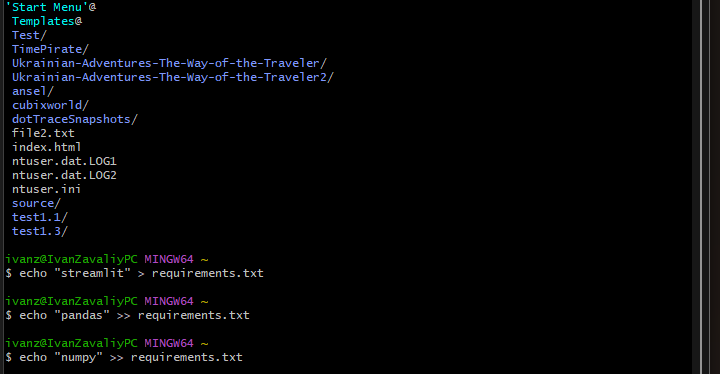 'Start Menu'@
Templates@
Test/
TimePirate/
Ukrainian-Adventures-The-Way-of-the-Traveler/
Ukrainian-Adventures-The-Way-of-the-Traveler2/
ansel/
cubixworld/
dotTraceSnapshots/
file2.txt
index.html
ntuser.dat.LOG1
ntuser.dat.LOG2
ntuser.ini
source/
test1.1/
test1.3/
ivanz@IvanZavaliyPC MINGW64 ~
$ echo "streamlit" > requirements.txt
ivanz@IvanZavaliyPC MINGW64 ~
$ echo "pandas" >> requirements.txt
ivanz@IvanZavaliyPC MINGW64 ~
$ echo "numpy" >> requirements.txt